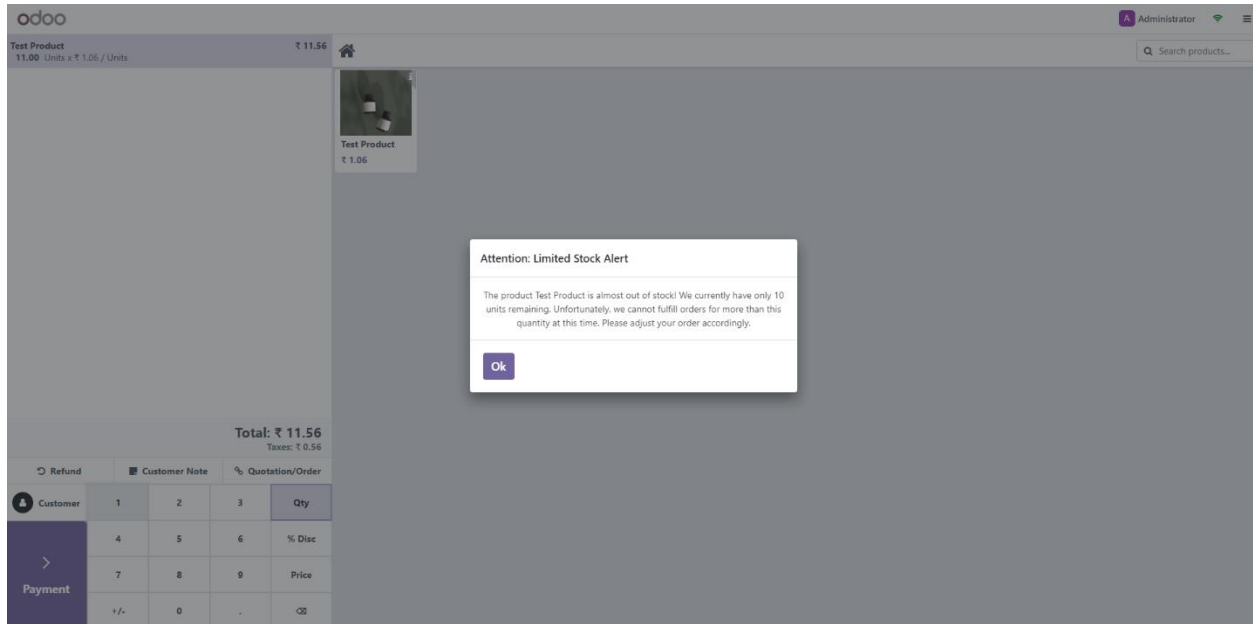 odoo
A Administrator
Test Product ₹ 11.56
11.00 Units x ₹ 1.06 / Units
Search products...
Test Product
₹ 1.06
Attention: Limited Stock Alert
The product Test Product is almost out of stock! We currently have only 10
units remaining. Unfortunately, we cannot fulfill orders for more than this
quantity at this time. Please adjust your order accordingly.
Ok
Total: ₹ 11.56
Taxes: ₹ 0.56
Refund Customer Note Quotation/Order
Customer 1 2 3 Qty
4 5 6 % Disc
7 8 9 Price
Payment
+/- 0 .